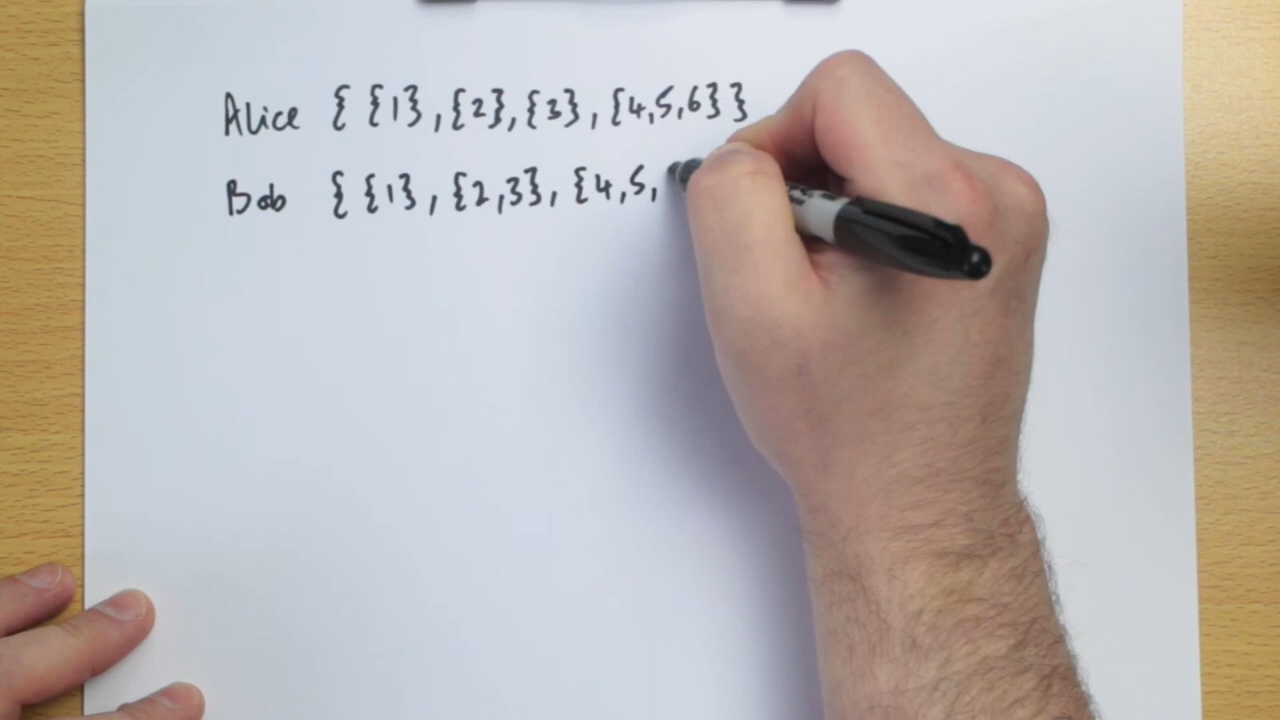 Alice { {1}, {2}, {3}, {4,5,6} }
Bob { {1}, {2,3}, {4,5,